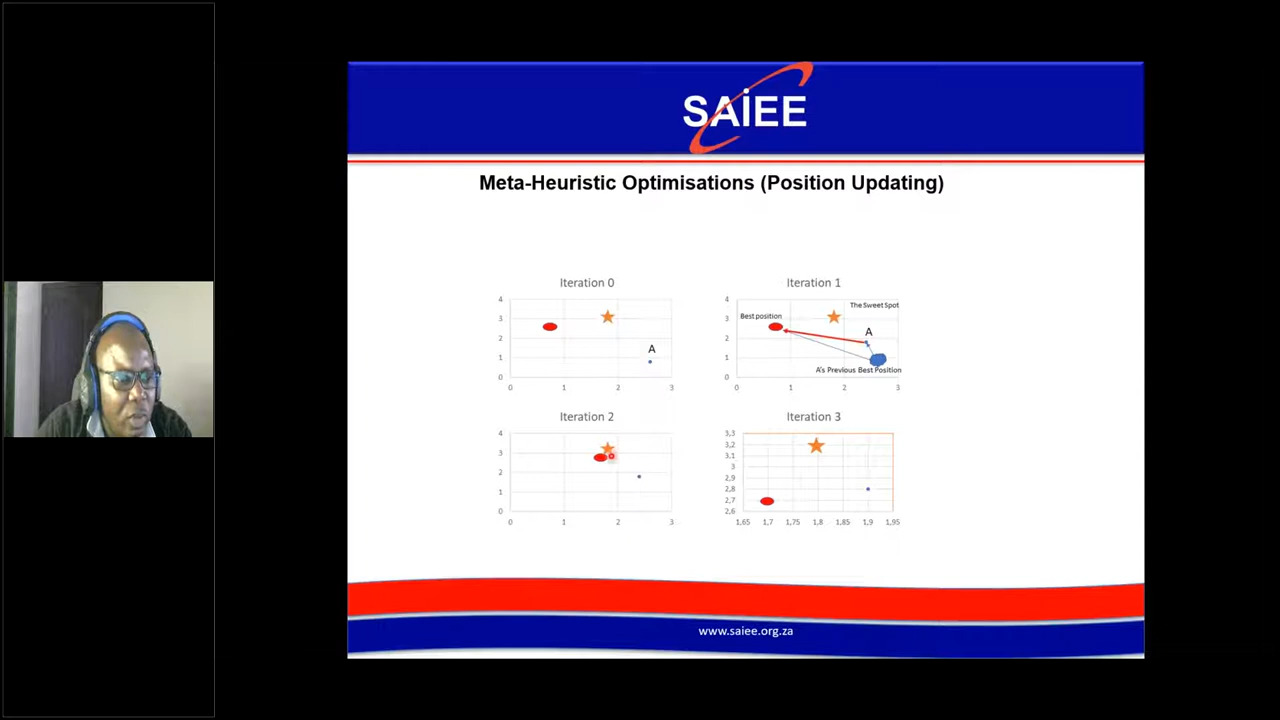 SAiEE
Meta-Heuristic Optimisations (Position Updating)
Iteration 0
4
3
2
1
0
0 1 2 3
A
Iteration 1
4
3
2
1
0
0 1 2 3
The Sweet Spot
Best position
A
A's Previous Best Position
Iteration 2
4
3
2
1
0
0 1 2 3
Iteration 3
3,3
3,2
3,1
3
2,9
2,8
2,7
2,6
1,65 1,7 1,75 1,8 1,85 1,9 1,95
www.saiee.org.za